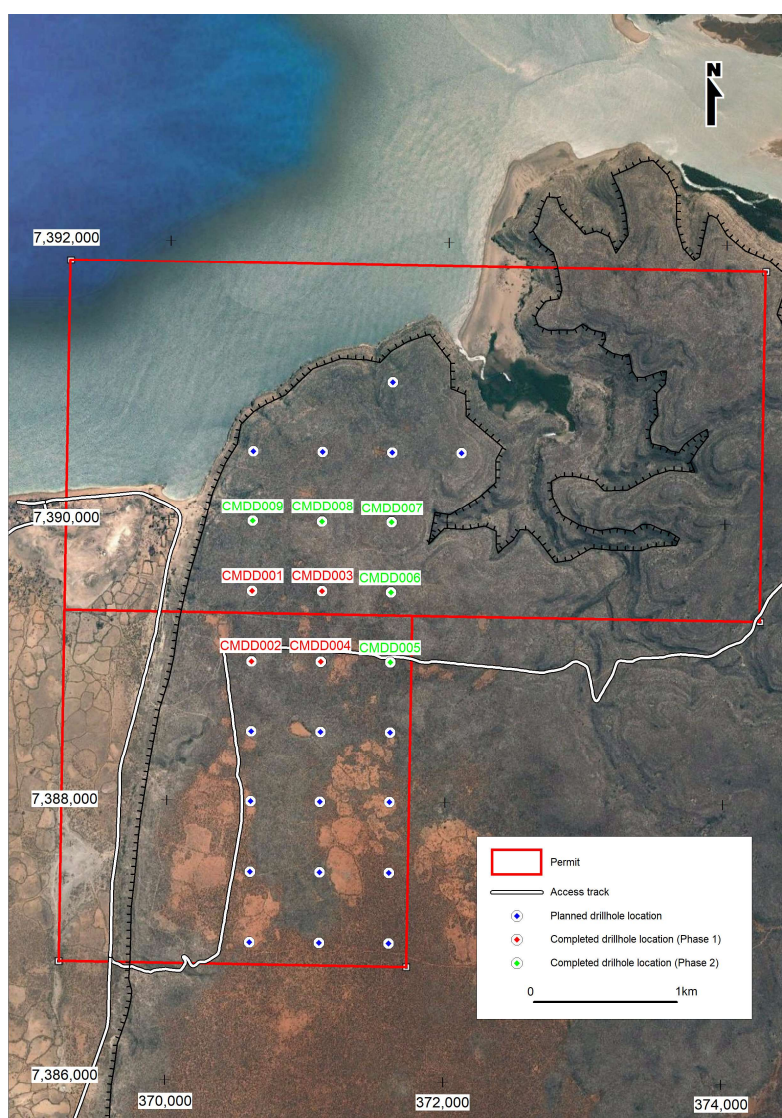 N
7,392,000
CMDD009 CMDD008 CMDD007
7,390,000
CMDD001 CMDD003 CMDD006
CMDD002 CMDD004 CMDD005
7,388,000
Permit
Access track
Planned drillhole location
Completed drillhole location (Phase 1)
Completed drilhole location (Phase 2)
0 1km
7,386,000
370,000 372,000 374,000